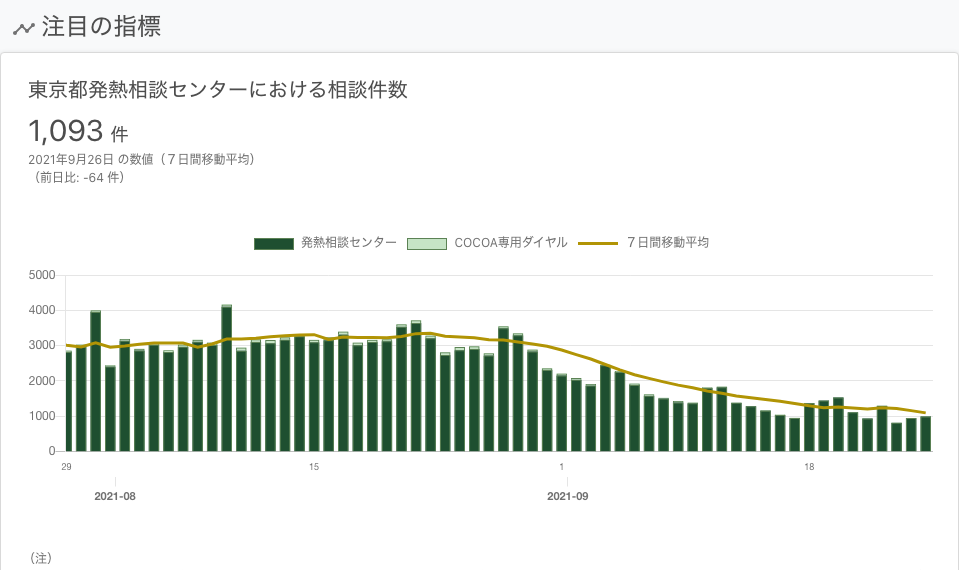 注目の指標
東京都発熱相談センターにおける相談件数
1,093 件
2021年9月26日 の数値（７日間移動平均）
（前日比: -64 件）
発熱相談センター COCOA専用ダイヤル ７日間移動平均
5000
4000
3000
2000
1000
0
29 15 1 18
2021-08 2021-09
（注）